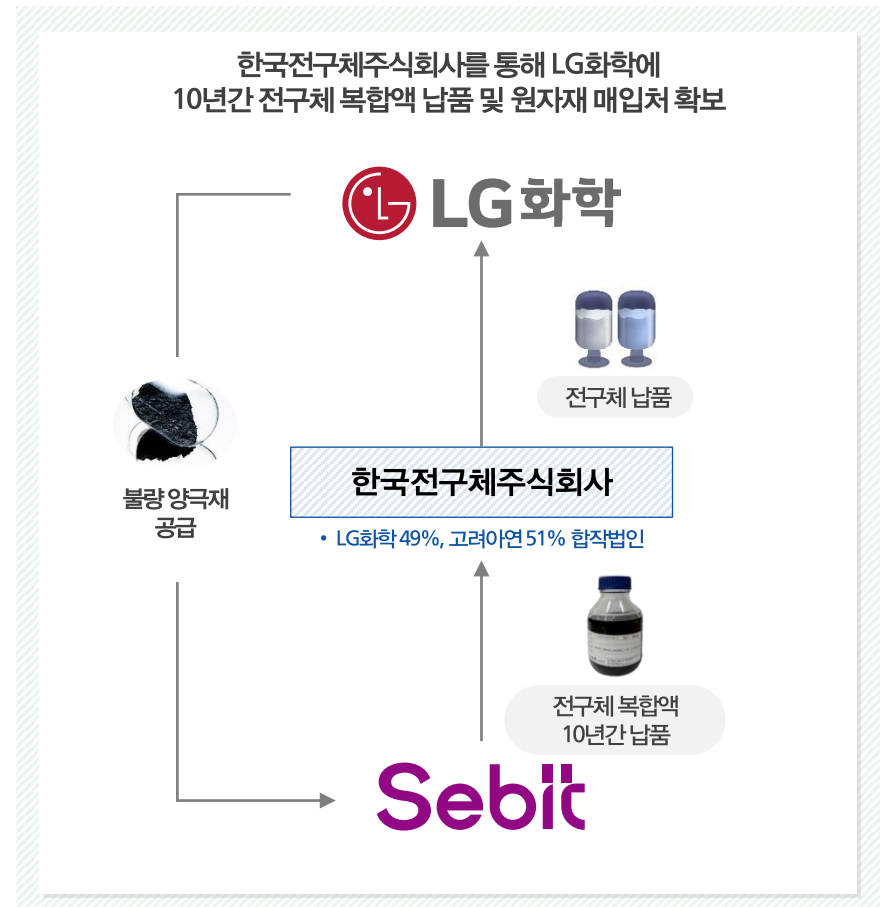 한국전구체주식회사를 통해 LG화학에
10년간 전구체 복합액 납품 및 원자재 매입처 확보
LG화학
전구체 납품
불량 양극재
공급
한국전구체주식회사
• LG화학 49%, 고려아연 51% 합작법인
전구체 복합액
10년간 납품
Sebit